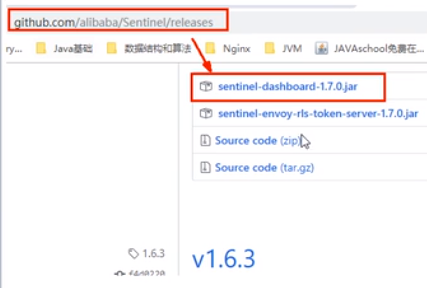 github.com/alibaba/Sentinel/releases
ry... Java基础 数据结构和算法 Nginx JVM JAVAschool免费在...
sentinel-dashboard-1.7.0.jar
sentinel-envoy-rls-token-server-1.7.0.jar
Source code (zip)
Source code (tar.gz)
1.6.3
v1.6.3